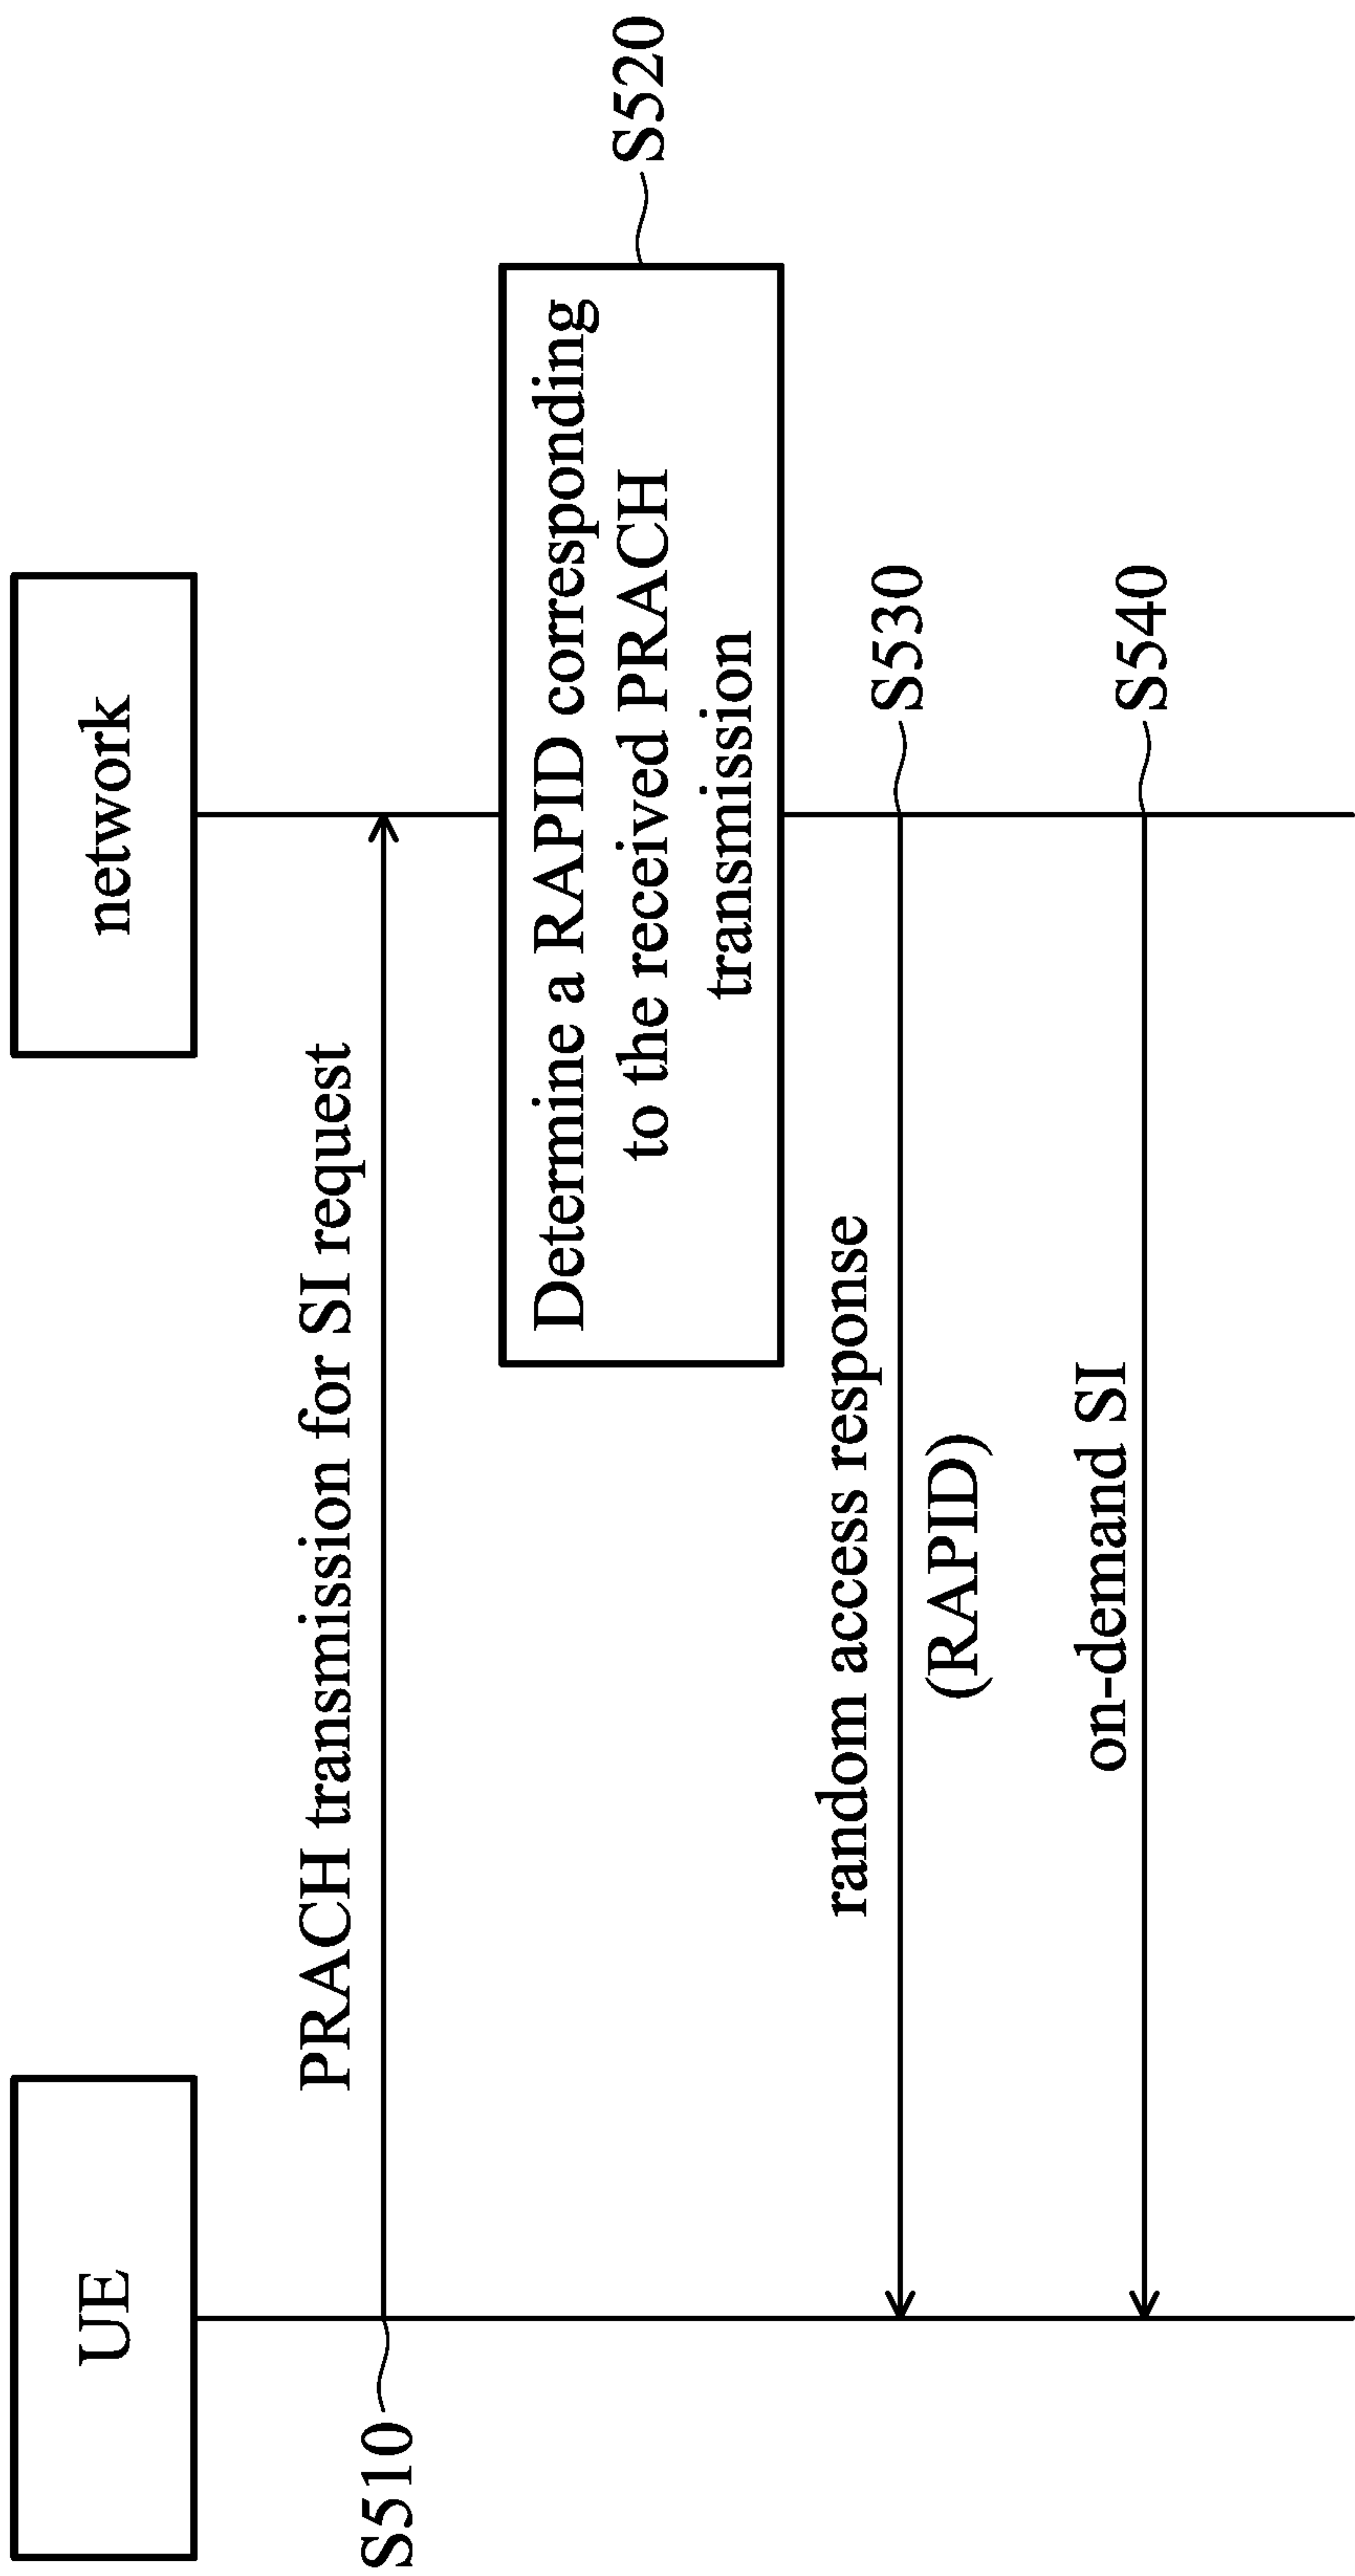 UE
network
PRACH transmission for SI request
S510
Determine a RAPID corresponding
to the received PRACH
transmission
S520
random access response
(RAPID)
S530
on-demand SI
S540